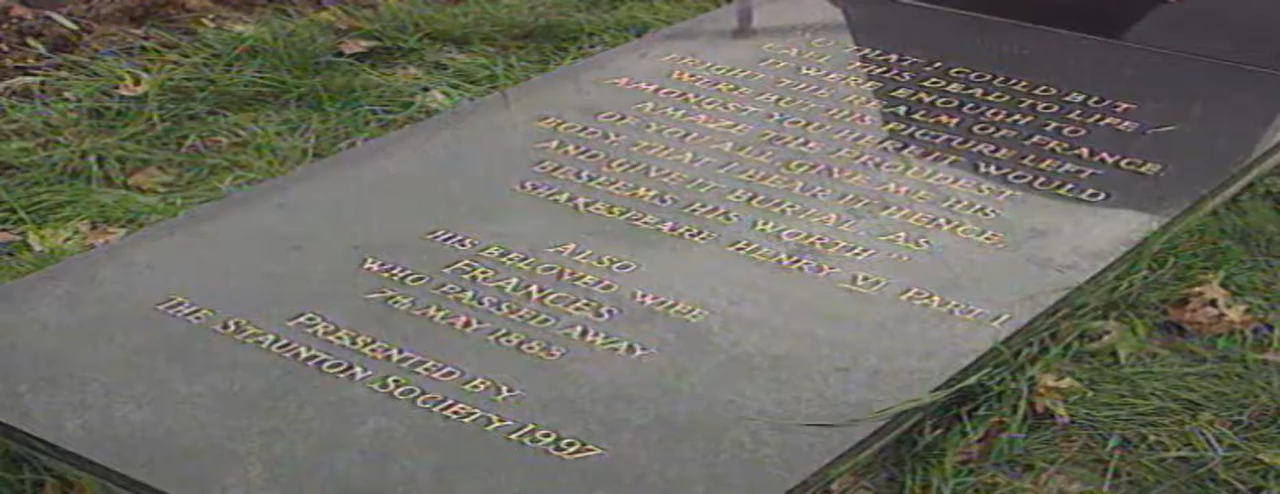 "O THAT I COULD BUT
CALL THIS DEAD TO LIFE!
IT WERE ENOUGH TO
FRIGHT THE REALM OF FRANCE.
WERE BUT HIS PICTURE LEFT
AMONGST YOU HERE IT WOULD
AMAZE THE PROUDEST
OF YOU ALL. GIVE ME HIS
BODY, THAT I BEAR IT HENCE,
AND GIVE IT BURIAL, AS
BESEEMS HIS WORTH"
SHAKESPEARE HENRY VI PART I.
ALSO
HIS BELOVED WIFE
FRANCES
WHO PASSED AWAY
7TH. MAY 1883
PRESENTED BY
THE STAUNTON SOCIETY 1997